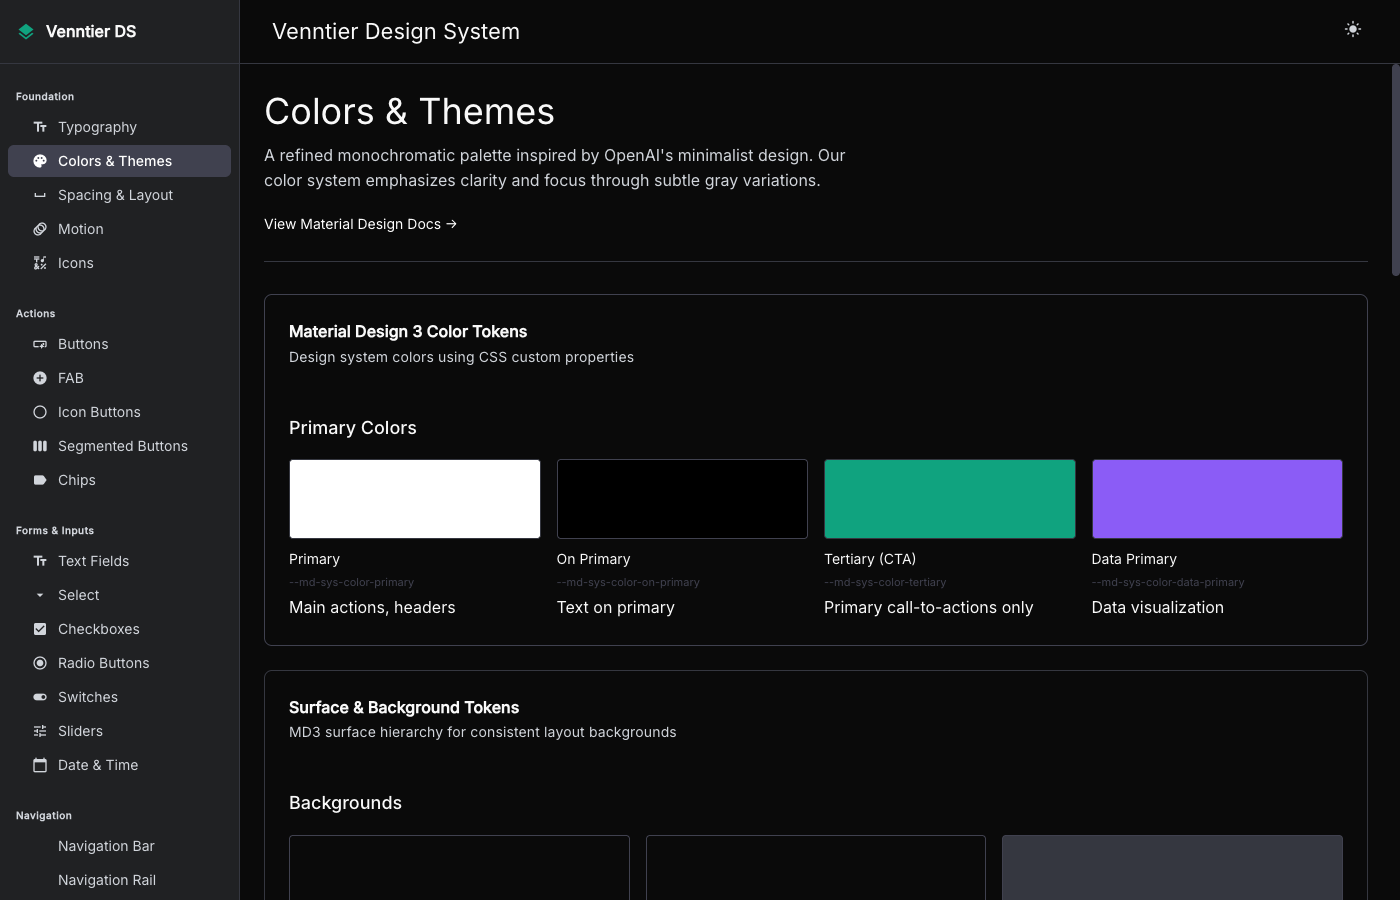 Venntier DS
Foundation
Typography
Colors & Themes
Spacing & Layout
Motion
Icons
Actions
Buttons
FAB
Icon Buttons
Segmented Buttons
Chips
Forms & Inputs
Text Fields
Select
Checkboxes
Radio Buttons
Switches
Sliders
Date & Time
Navigation
Navigation Bar
Navigation Rail
Venntier Design System
Colors & Themes
A refined monochromatic palette inspired by OpenAI's minimalist design. Our
color system emphasizes clarity and focus through subtle gray variations.
View Material Design Docs →
Material Design 3 Color Tokens
Design system colors using CSS custom properties
Primary Colors
Primary
--md-sys-color-primary
Main actions, headers
On Primary
--md-sys-color-on-primary
Text on primary
Tertiary (CTA)
--md-sys-color-tertiary
Primary call-to-actions only
Data Primary
--md-sys-color-data-primary
Data visualization
Surface & Background Tokens
MD3 surface hierarchy for consistent layout backgrounds
Backgrounds